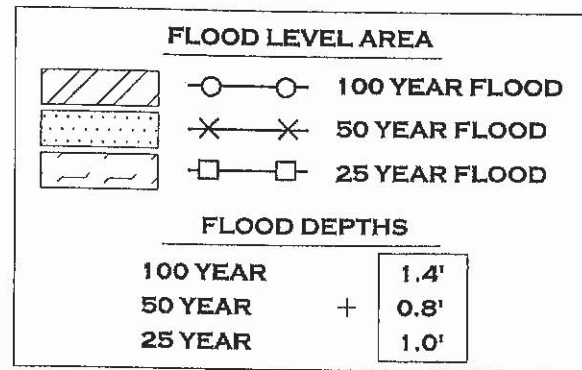 FLOOD LEVEL AREA
100 YEAR FLOOD
50 YEAR FLOOD
25 YEAR FLOOD
FLOOD DEPTHS
100 YEAR 1.4'
50 YEAR + 0.8'
25 YEAR 1.0'